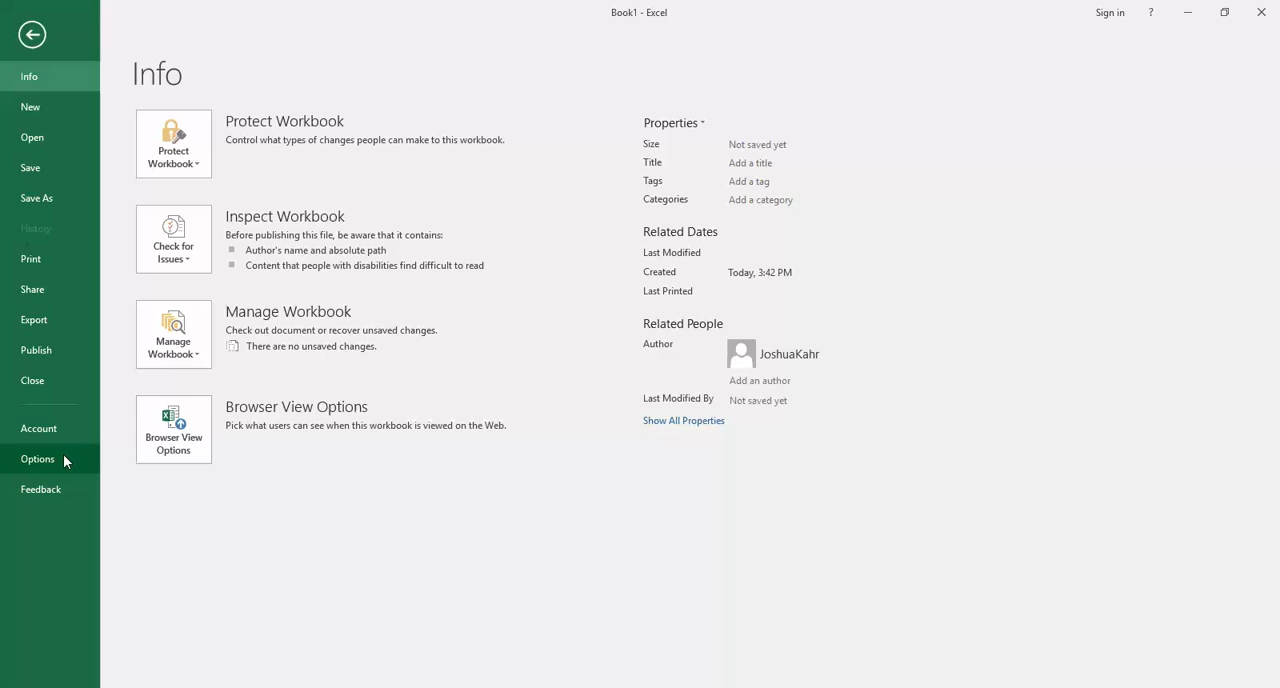 Book1 - Excel
Sign in
?
Info
New
Open
Save
Save As
History
Print
Share
Export
Publish
Close
Account
Options
Feedback
Info
Protect Workbook
Protect Workbook
Control what types of changes people can make to this workbook.
Check for Issues
Inspect Workbook
Before publishing this file, be aware that it contains:
Author's name and absolute path
Content that people with disabilities find difficult to read
Manage Workbook
Manage Workbook
Check out document or recover unsaved changes.
There are no unsaved changes.
Browser View Options
Browser View Options
Pick what users can see when this workbook is viewed on the Web.
Properties
Size Not saved yet
Title Add a title
Tags Add a tag
Categories Add a category
Related Dates
Last Modified
Created Today, 3:42 PM
Last Printed
Related People
Author JoshuaKahr
Add an author
Last Modified By Not saved yet
Show All Properties